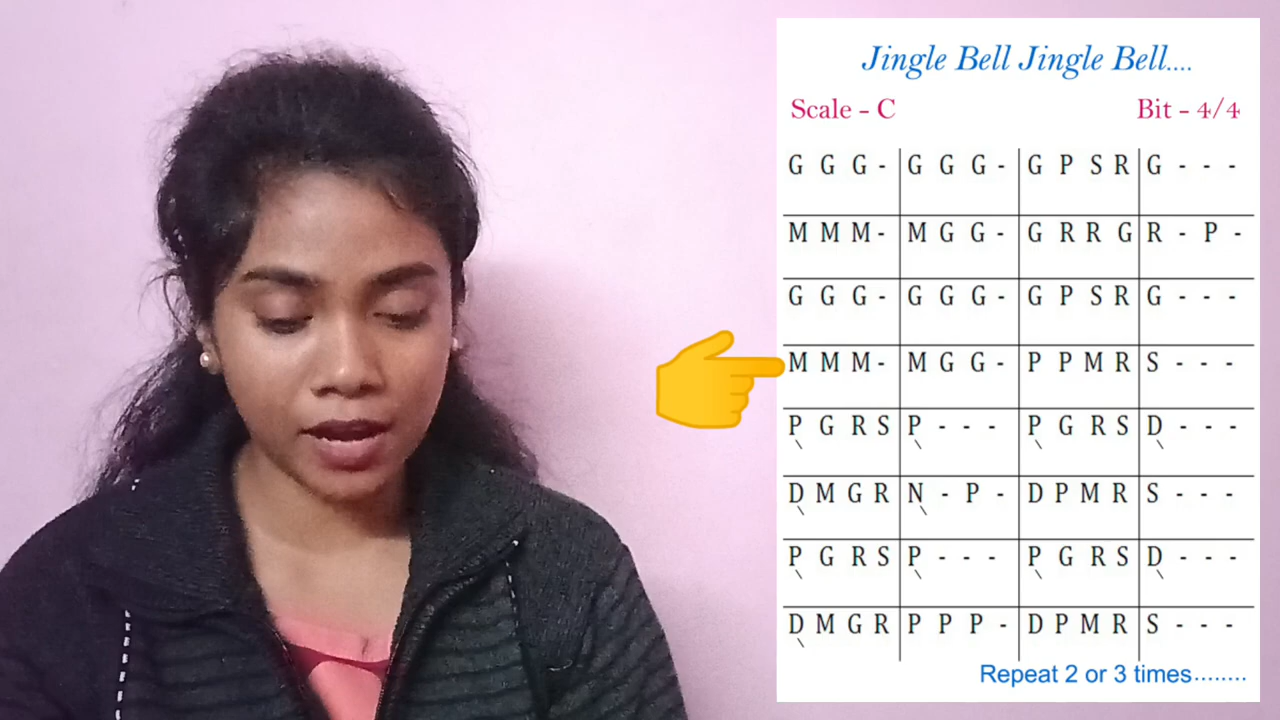 Jingle Bell Jingle Bell....
Scale - C Bit - 4/4
G G G - G G G - G P S R G - - -
M M M - M G G - G R R G R - P -
G G G - G G G - G P S R G - - -
M M M - M G G - P P M R S - - -
P̖ G R S P̖ - - - P̖ G R S D̖ - - -
D̖ M G R N̖ - P - D P M R S - - -
P̖ G R S P̖ - - - P̖ G R S D̖ - - -
D̖ M G R P P P - D P M R S - - -
Repeat 2 or 3 times........